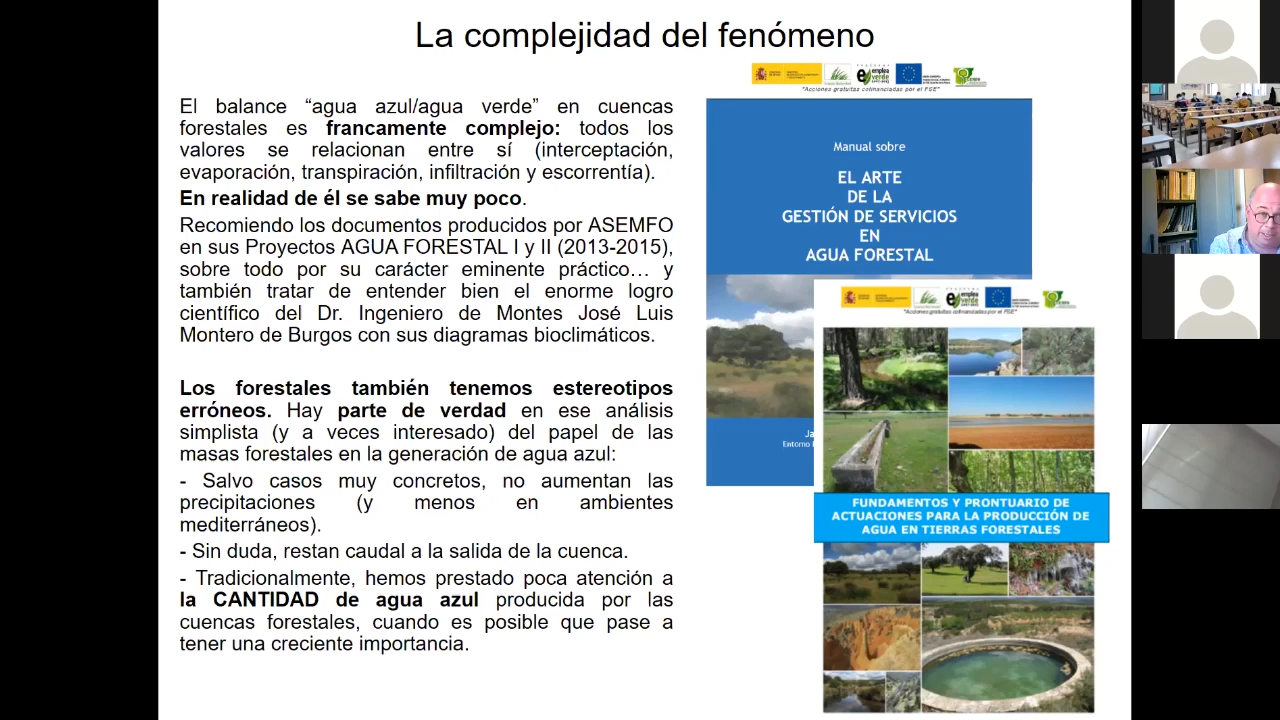 La complejidad del fenómeno
"Acciones gratuitas cofinanciadas por el FSE"
El balance “agua azul/agua verde” en cuencas
forestales es francamente complejo: todos los
valores se relacionan entre sí (interceptación,
evaporación, transpiración, infiltración y escorrentía).
En realidad de él se sabe muy poco.
Recomiendo los documentos producidos por ASEMFO
en sus Proyectos AGUA FORESTAL I y II (2013-2015),
sobre todo por su carácter eminente práctico… y
también tratar de entender bien el enorme logro
científico del Dr. Ingeniero de Montes José Luis
Montero de Burgos con sus diagramas bioclimáticos.
Los forestales también tenemos estereotipos
erróneos. Hay parte de verdad en ese análisis
simplista (y a veces interesado) del papel de las
masas forestales en la generación de agua azul:
- Salvo casos muy concretos, no aumentan las
precipitaciones (y menos en ambientes
mediterráneos).
- Sin duda, restan caudal a la salida de la cuenca.
- Tradicionalmente, hemos prestado poca atención a
la CANTIDAD de agua azul producida por las
cuencas forestales, cuando es posible que pase a
tener una creciente importancia.
Manual sobre
EL ARTE
DE LA
GESTIÓN DE SERVICIOS
EN
AGUA FORESTAL
emplea
verde
"Acciones gratuitas cofinanciadas por el FSE"
Entorno
FUNDAMENTOS Y PRONTUARIO DE
ACTUACIONES PARA LA PRODUCCIÓN DE
AGUA EN TIERRAS FORESTALES